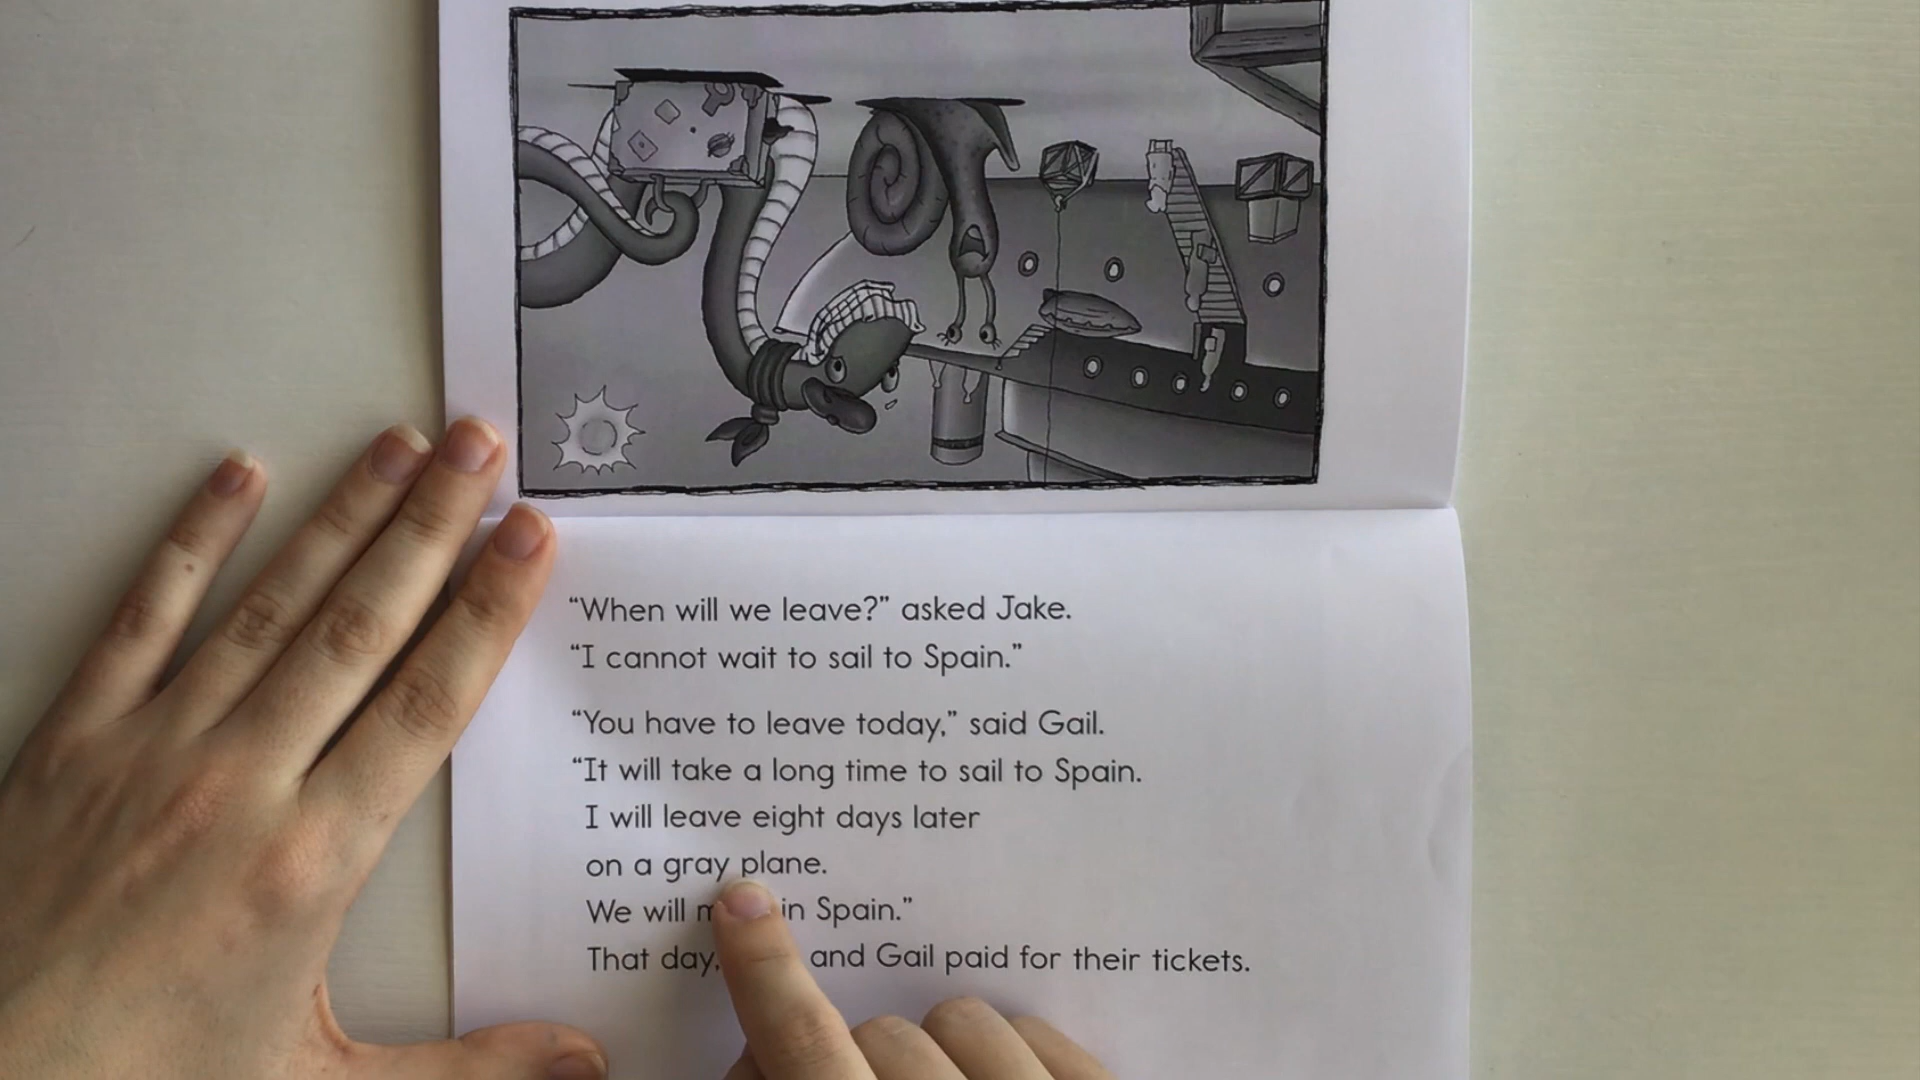 “When will we leave?” asked Jake.
“I cannot wait to sail to Spain.”
“You have to leave today,” said Gail.
“It will take a long time to sail to Spain.
I will leave eight days later
on a gray plane.
We will in Spain.”
That day, and Gail paid for their tickets.